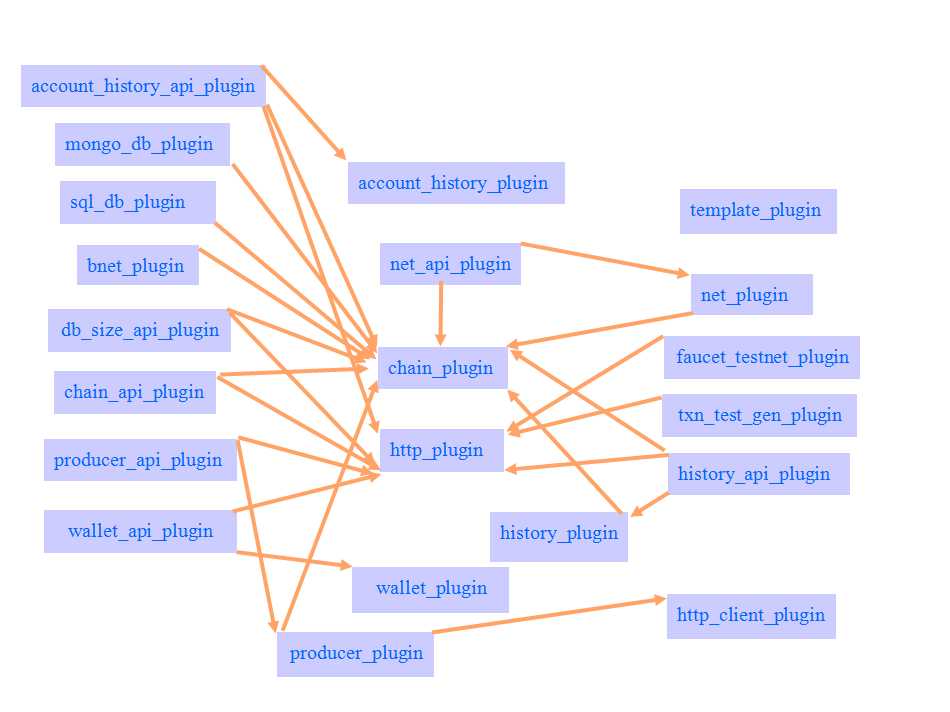 account_history_api_plugin
mongo_db_plugin
account_history_plugin
sql_db_plugin
template_plugin
bnet_plugin
net_api_plugin
net_plugin
db_size_api_plugin
chain_plugin
faucet_testnet_plugin
chain_api_plugin
txn_test_gen_plugin
producer_api_plugin
http_plugin
history_api_plugin
wallet_api_plugin
history_plugin
wallet_plugin
http_client_plugin
producer_plugin